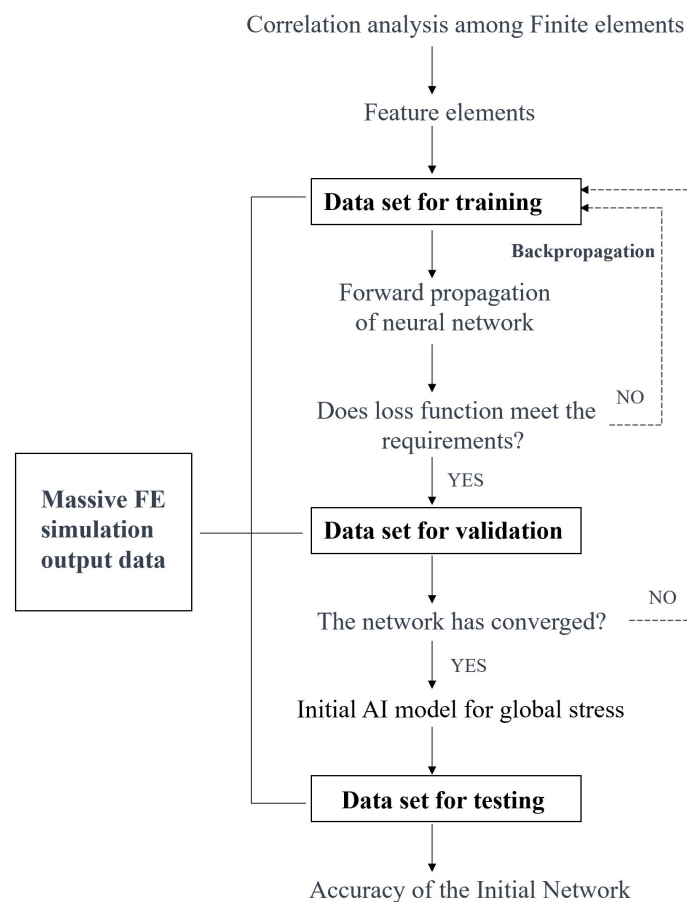 Correlation analysis among Finite elements
Feature elements
Data set for training
Backpropagation
Forward propagation
of neural network
Does loss function meet the
requirements?
NO
YES
Massive FE
simulation
output data
Data set for validation
The network has converged?
NO
YES
Initial AI model for global stress
Data set for testing
Accuracy of the Initial Network